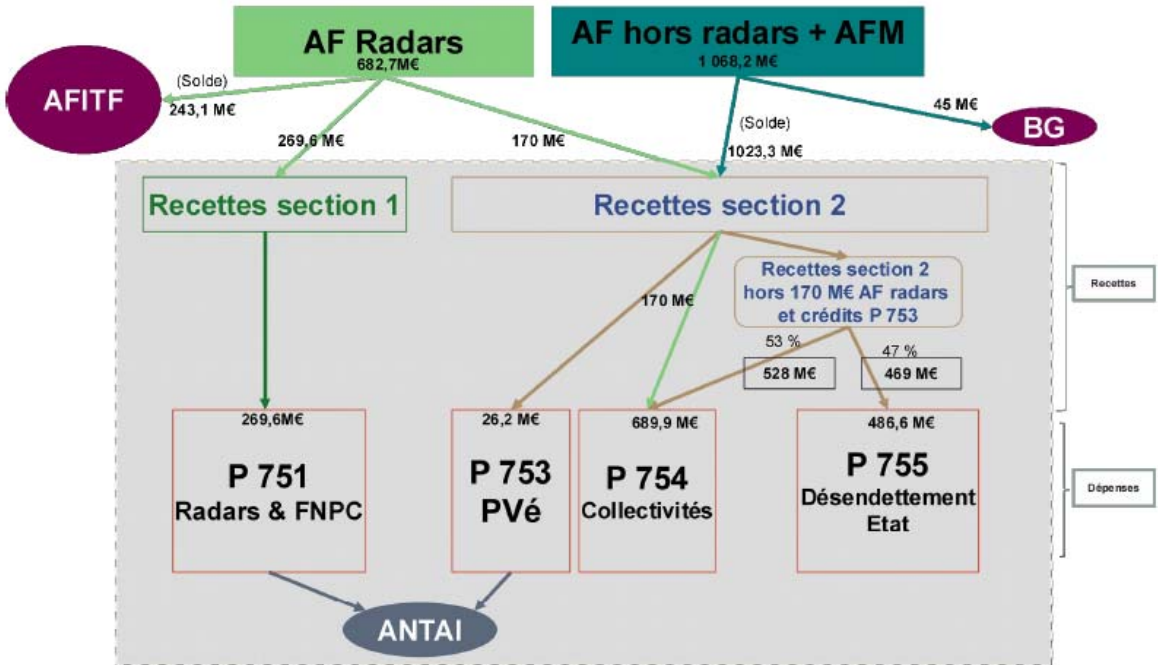 AF Radars
682,7M€
AF hors radars + AFM
1 068,2 M€
AFITF
(Solde)
243,1 M€
45 M€
BG
269,6 M€
170 M€
(Solde)
1023,3 M€
Recettes section 1
Recettes section 2
Recettes section 2
hors 170 M€ AF radars
et crédits P 753
Recettes
170 M€
53 %
47 %
528 M€
469 M€
269,6M€
P 751
Radars & FNPC
26,2 M€
P 753
PVé
689,9 M€
P 754
Collectivités
486,6 M€
P 755
Désendettement
Etat
Dépenses
ANTAI